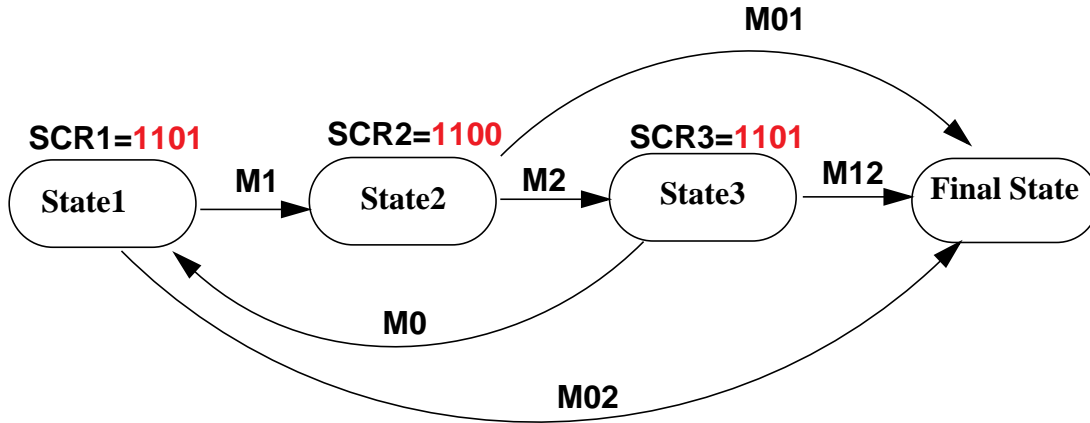 M01
SCR1=1101
SCR2=1100
SCR3=1101
State1
M1
State2
M2
State3
M12
Final State
M0
M02